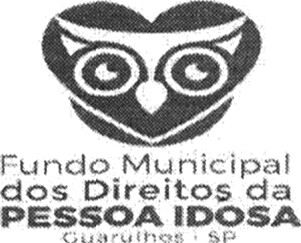 Fundo Municipal
dos Direitos da
PESSOA IDOSA
Guarulhos - SP